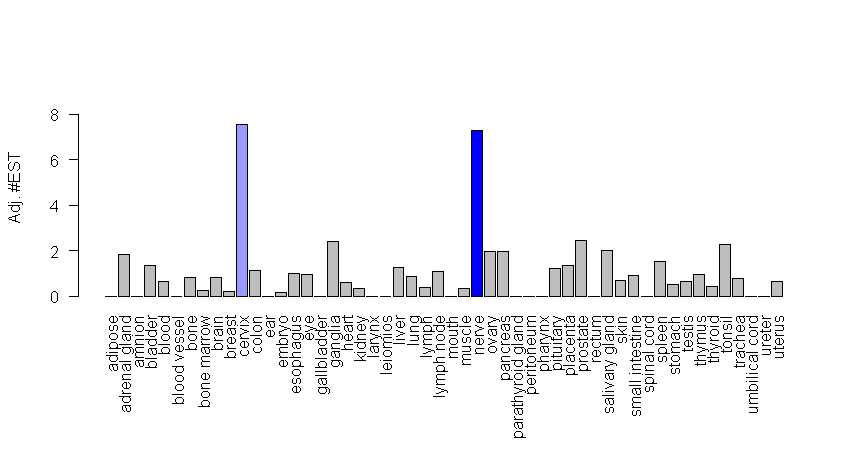 Adj. #EST
8
6
4
2
0
adipose
adrenal gland
amnion
bladder
blood
blood vessel
bone
bone marrow
brain
breast
cervix
colon
ear
embryo
esophagus
eye
gallbladder
ganglia
heart
kidney
larynx
leiomios
liver
lung
lymph
lymph node
mouth
muscle
nerve
ovary
pancreas
parathyroid gland
peritoneum
pharynx
pituitary
placenta
prostate
rectum
salivary gland
skin
small intestine
spinal cord
spleen
stomach
testis
thymus
thyroid
tonsil
trachea
umbilical cord
ureter
uterus